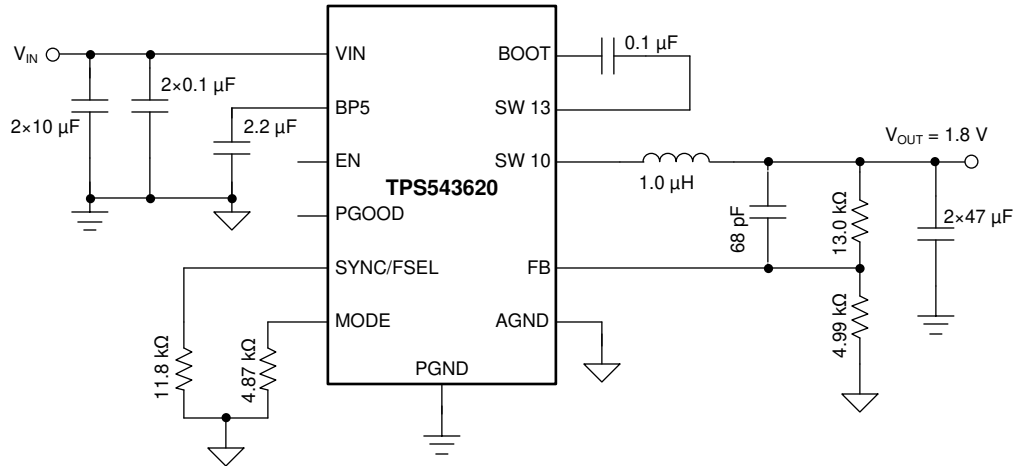 V_IN
2×10 µF
2×0.1 µF
2.2 µF
VIN
BP5
EN
PGOOD
SYNC/FSEL
MODE
PGND
TPS543620
BOOT
SW 13
SW 10
FB
AGND
0.1 µF
1.0 µH
68 pF
13.0 kΩ
4.99 kΩ
V_OUT = 1.8 V
2×47 µF
11.8 kΩ
4.87 kΩ